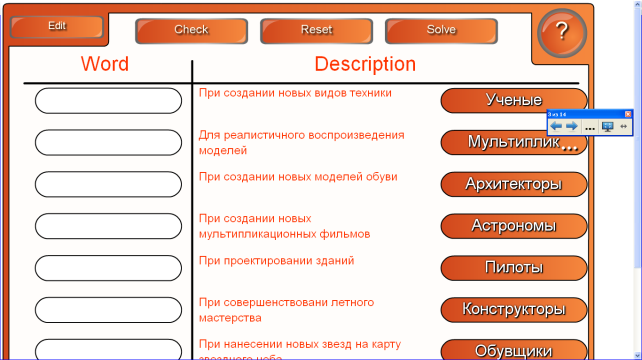 Edit
Check
Reset
Solve
?
Word
Description
При создании новых видов техники
Ученые
3 из 14
Для реалистичного воспроизведения
моделей
Мультиплик...
При создании новых моделей обуви
Архитекторы
При создании новых
мультипликационных фильмов
Астрономы
При проектировании зданий
Пилоты
При совершенствовани летного
мастерства
Конструкторы
При нанесении новых звезд на карту
звездного неба
Обувщики